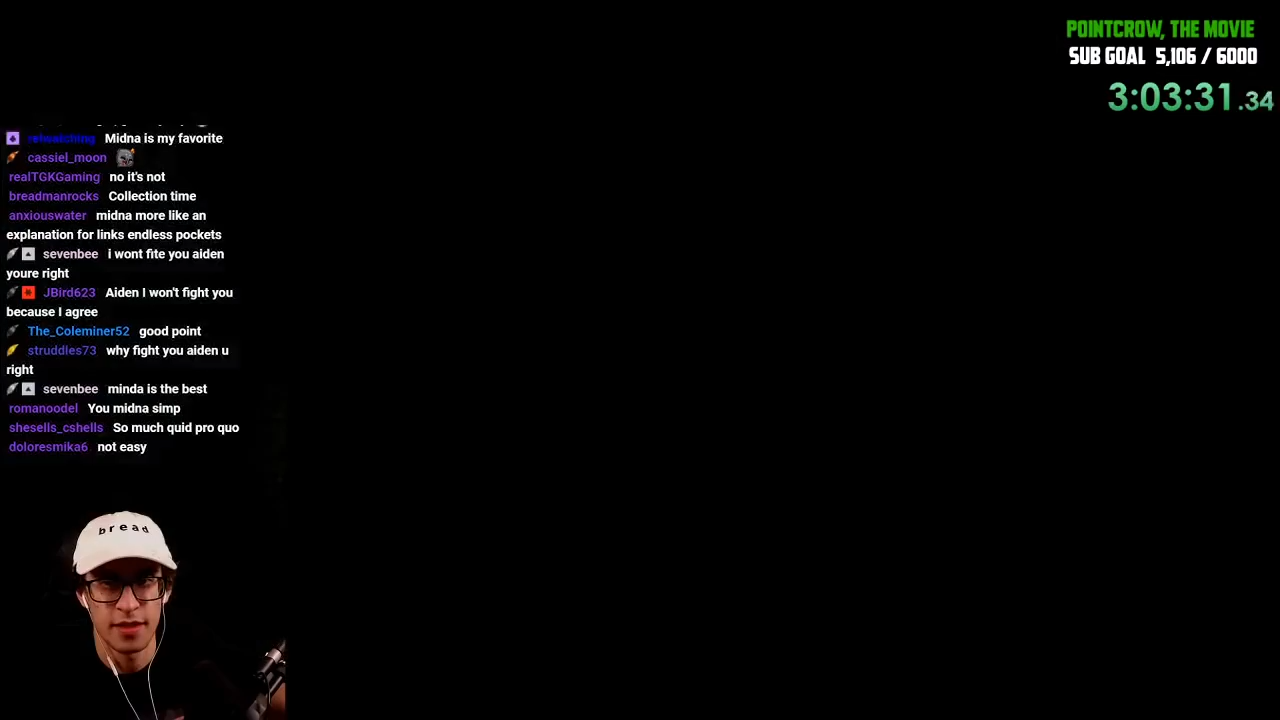 POINTCROW, THE MOVIE
SUB GOAL 5,106 / 6000
3:03:31.34
Midna is my favorite
cassiel_moon
realTGKGaming no it's not
breadmanrocks Collection time
anxiouswater midna more like an
explanation for links endless pockets
sevenbee i wont fite you aiden
youre right
JBird623 Aiden I won't fight you
because I agree
The_Coleminer52 good point
struddles73 why fight you aiden u
right
sevenbee minda is the best
romanoodel You midna simp
shesells_cshells So much quid pro quo
doloresmika6 not easy
bread